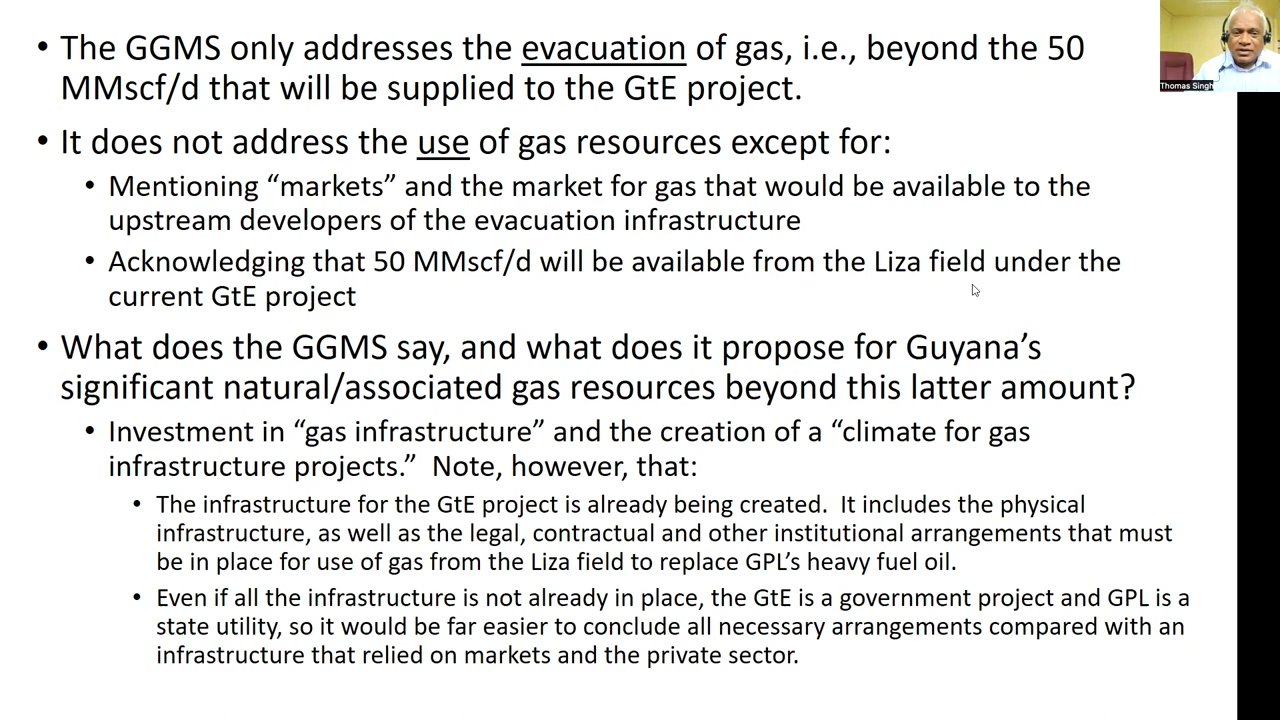 • The GGMS only addresses the evacuation of gas, i.e., beyond the 50
MMscf/d that will be supplied to the GtE project.
• It does not address the use of gas resources except for:
• Mentioning “markets” and the market for gas that would be available to the
upstream developers of the evacuation infrastructure
• Acknowledging that 50 MMscf/d will be available from the Liza field under the
current GtE project
• What does the GGMS say, and what does it propose for Guyana’s
significant natural/associated gas resources beyond this latter amount?
• Investment in “gas infrastructure” and the creation of a “climate for gas
infrastructure projects.” Note, however, that:
• The infrastructure for the GtE project is already being created. It includes the physical
infrastructure, as well as the legal, contractual and other institutional arrangements that must
be in place for use of gas from the Liza field to replace GPL’s heavy fuel oil.
• Even if all the infrastructure is not already in place, the GtE is a government project and GPL is a
state utility, so it would be far easier to conclude all necessary arrangements compared with an
infrastructure that relied on markets and the private sector.
Thomas Singh